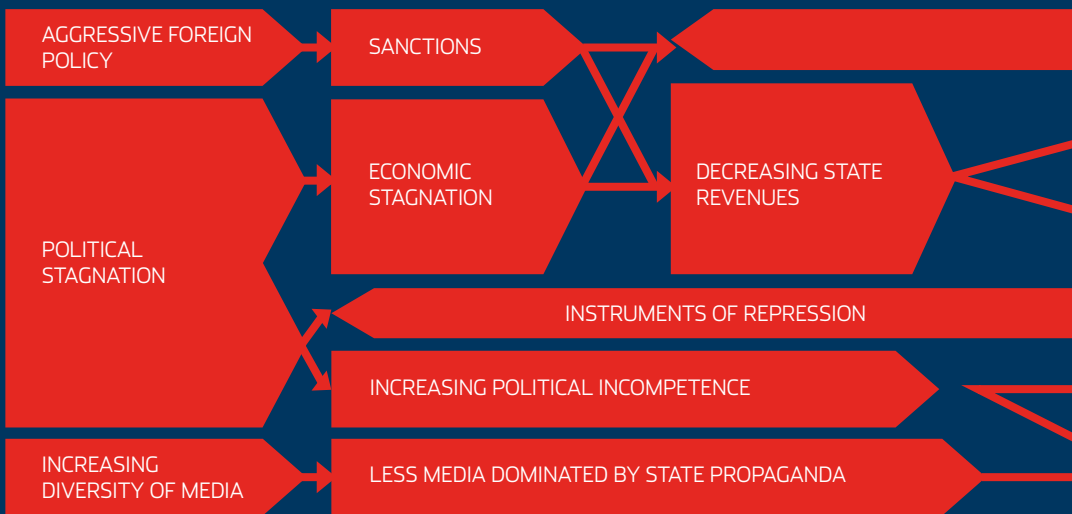 AGGRESSIVE FOREIGN
POLICY
SANCTIONS
POLITICAL
STAGNATION
ECONOMIC
STAGNATION
DECREASING STATE
REVENUES
INSTRUMENTS OF REPRESSION
INCREASING POLITICAL INCOMPETENCE
INCREASING
DIVERSITY OF MEDIA
LESS MEDIA DOMINATED BY STATE PROPAGANDA